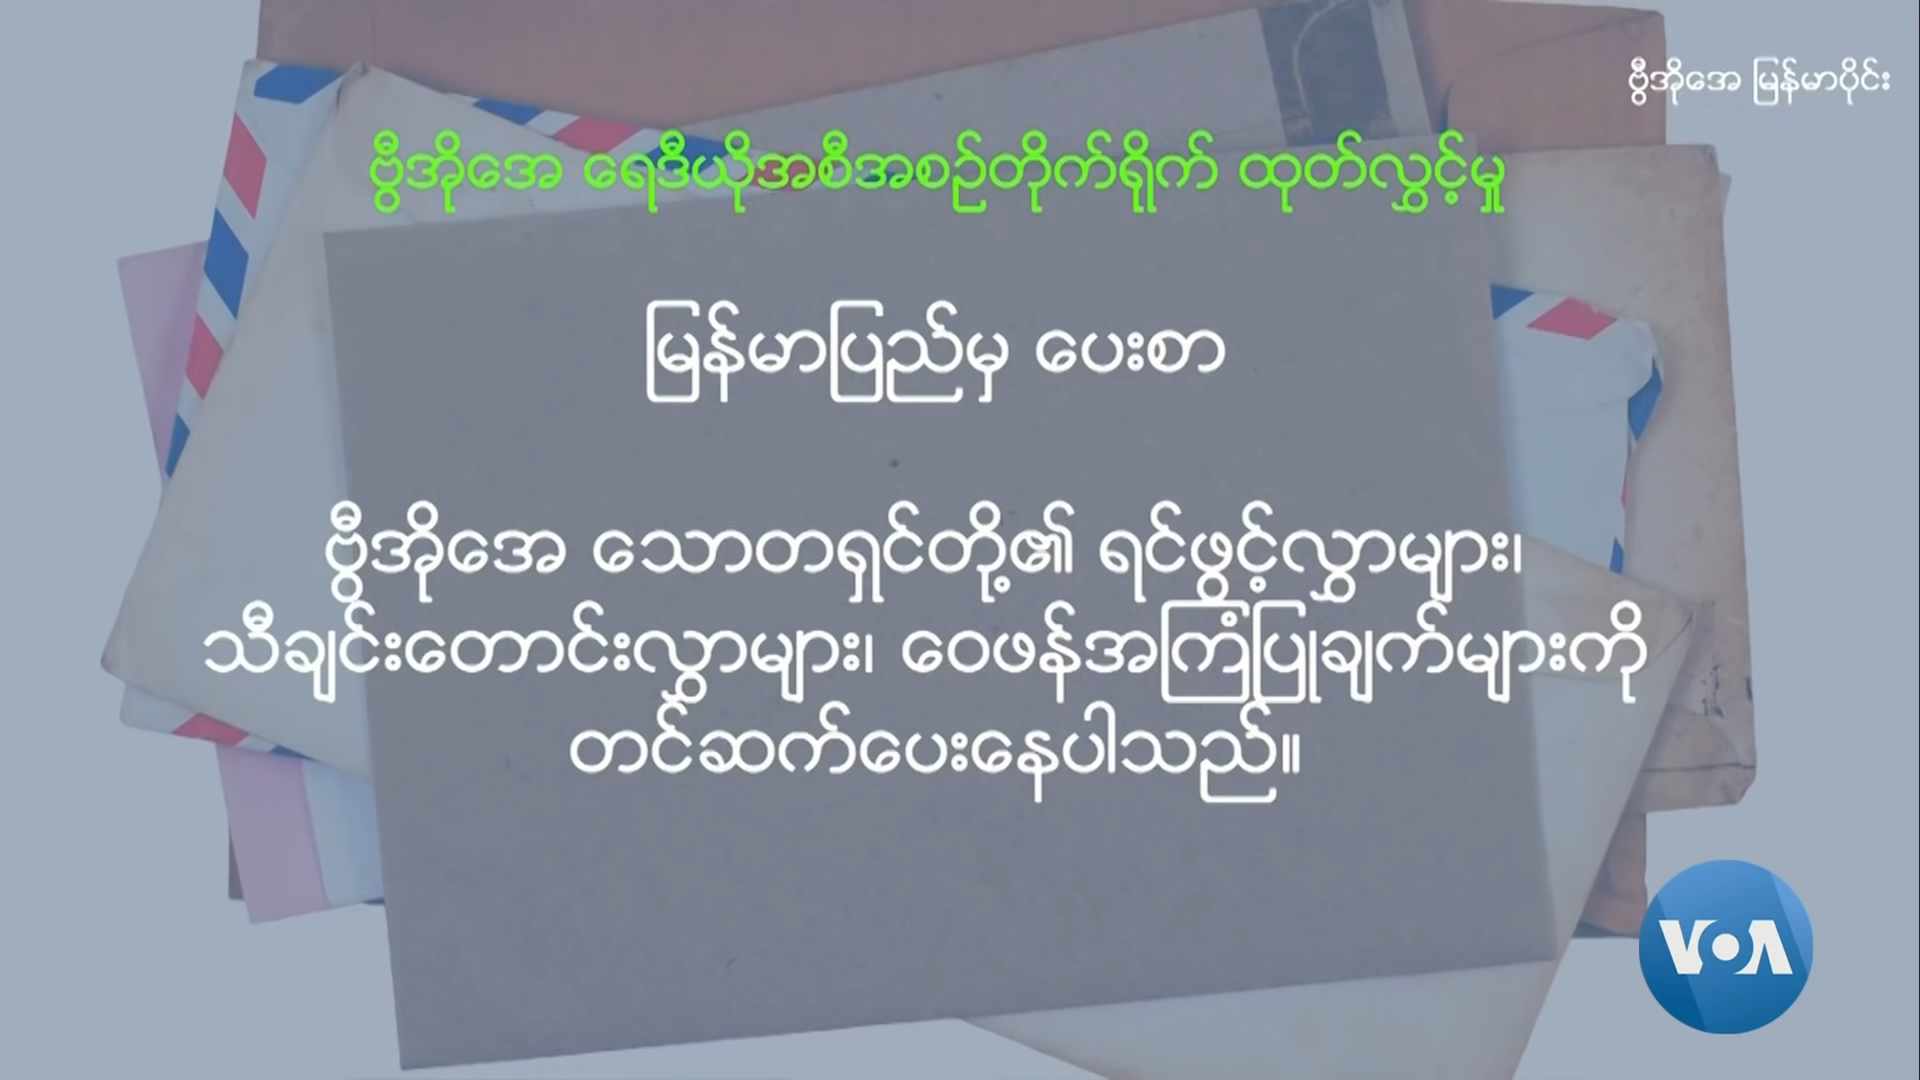 ဗွီအိုအေ မြန်မာပိုင်း
ဗွီအိုအေ ရေဒီယိုအစီအစဉ်တိုက်ရိုက် ထုတ်လွှင့်မှု
မြန်မာပြည်မှ ပေးစာ
ဗွီအိုအေ သောတရှင်တို့၏ ရင်ဖွင့်လွှာများ၊
သီချင်းတောင်းလွှာများ၊ ဝေဖန်အကြံပြုချက်များကို
တင်ဆက်ပေးနေပါသည်။
VOA